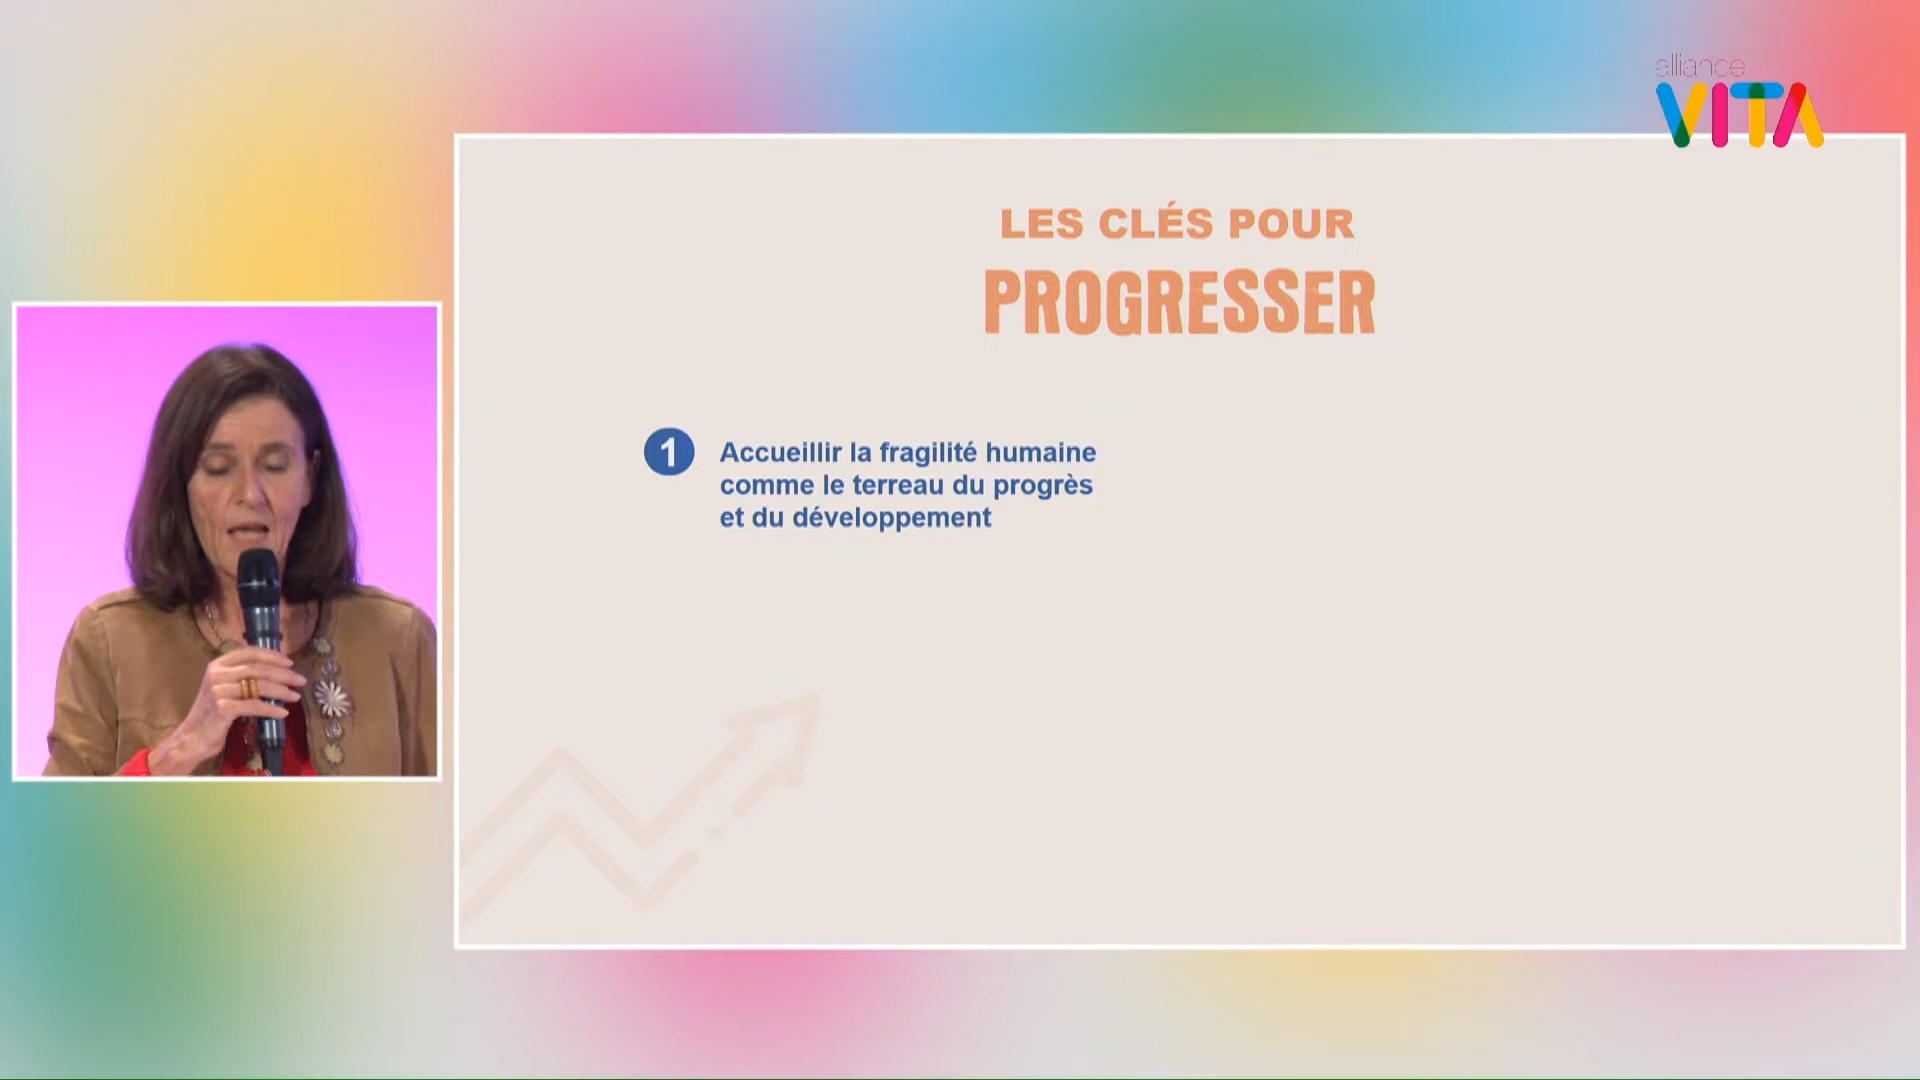 alliance
VITA
LES CLÉS POUR
PROGRESSER
1 Accueillir la fragilité humaine
comme le terreau du progrès
et du développement